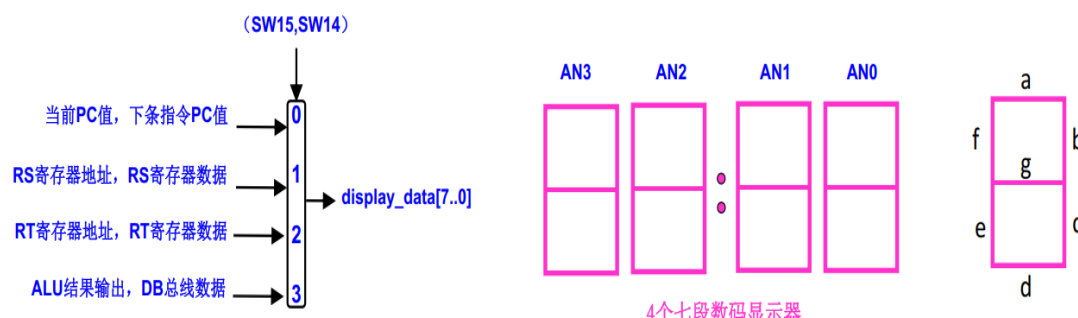 （SW15,SW14）
当前PC值，下条指令PC值
0
RS寄存器地址，RS寄存器数据
1
RT寄存器地址，RT寄存器数据
2
ALU结果输出，DB总线数据
3
display_data[7..0]
AN3 AN2 AN1 AN0
4个七段数码显示器
a
f b
g
e
d